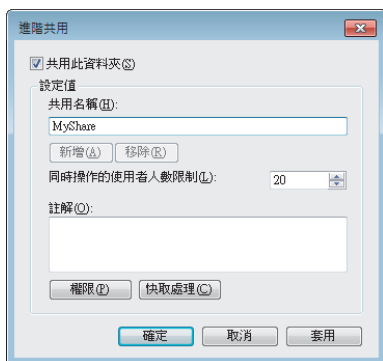 進階共用
共用此資料夾(S)
設定值
共用名稱(H):
MyShare
新增(A) 移除(R)
同時操作的使用者人數限制(L): 20
註解(O):
權限(P) 快取處理(C)
確定 取消 套用